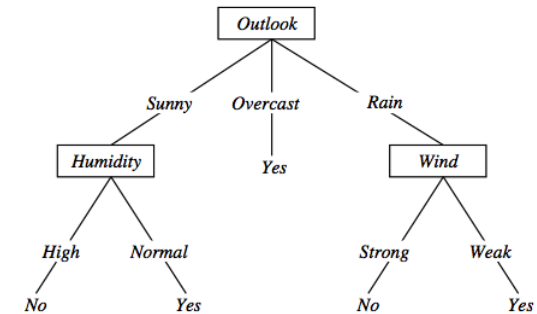 Outlook
Sunny Overcast Rain
Humidity Yes Wind
High Normal Strong Weak
No Yes No Yes